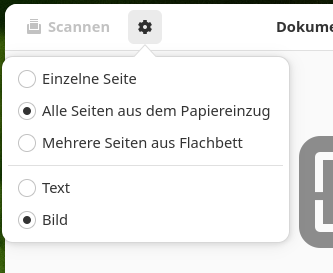 Scannen
Dokume
Einzelne Seite
Alle Seiten aus dem Papiereinzug
Mehrere Seiten aus Flachbett
Text
Bild